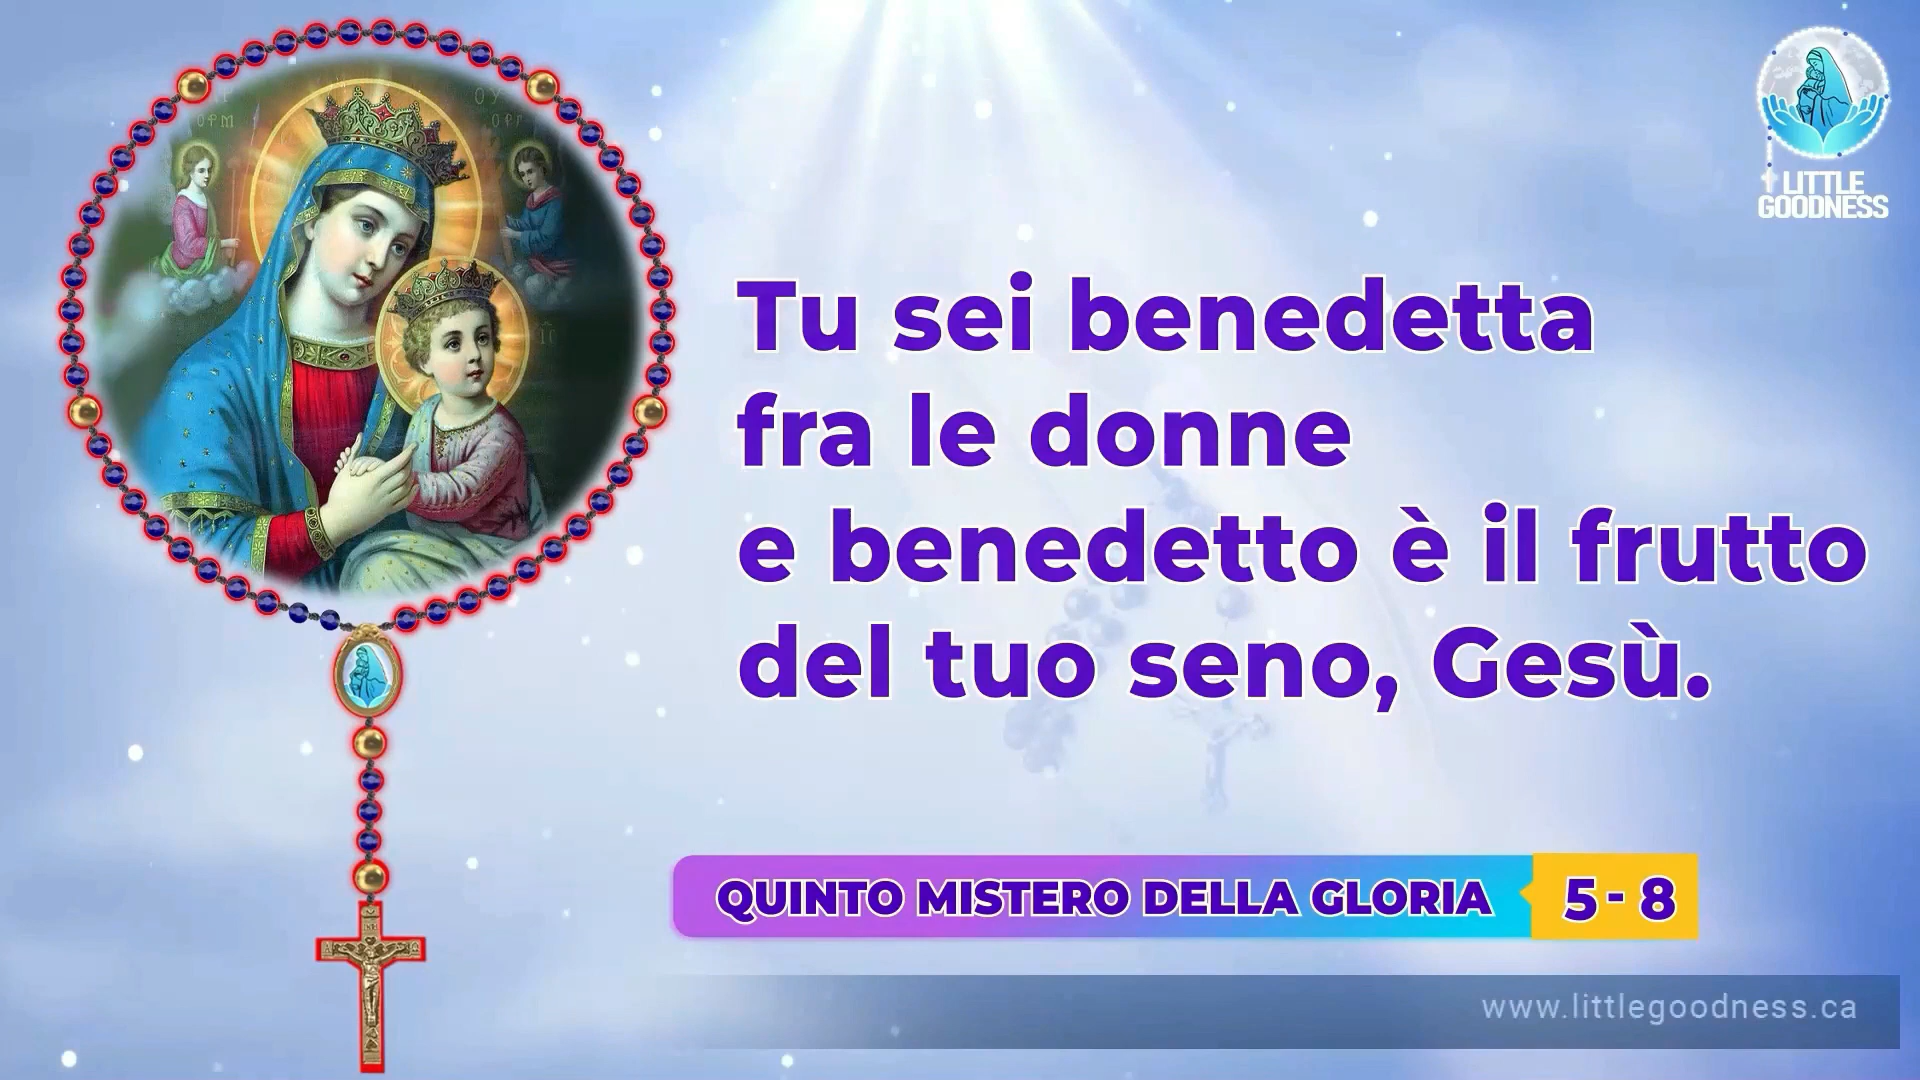 LITTLE
GOODNESS
Tu sei benedetta
fra le donne
e benedetto è il frutto
del tuo seno, Gesù.
QUINTO MISTERO DELLA GLORIA 5 - 8
www.littlegoodness.ca